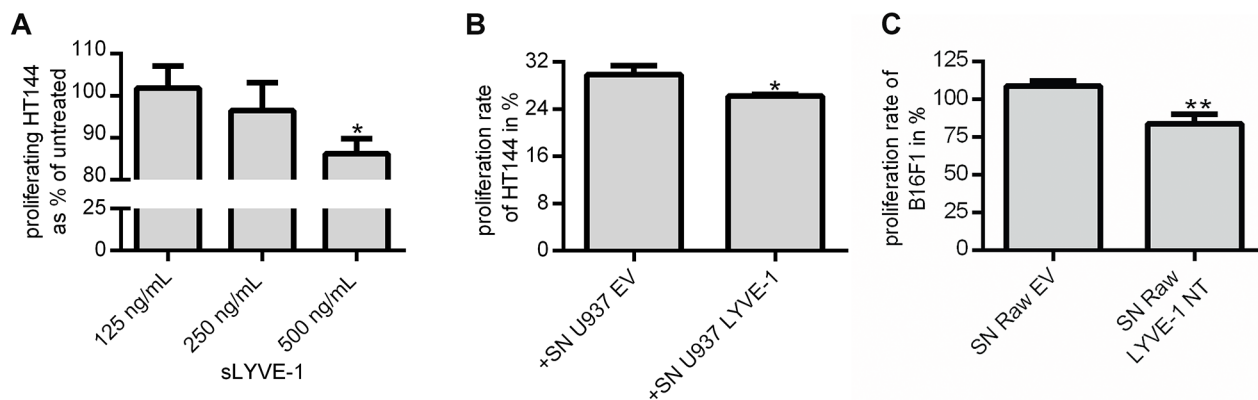 A
proliferating HT144
as % of untreated
110
100
90
80
25
0
*
125 ng/mL
250 ng/mL
500 ng/mL
sLYVE-1
B
proliferation rate
of HT144 in %
32
24
16
8
0
*
+SN U937 EV
+SN U937 LYVE-1
C
proliferation rate of
B16F1 in %
125
100
75
50
25
0
**
SN Raw EV
SN Raw
LYVE-1 NT